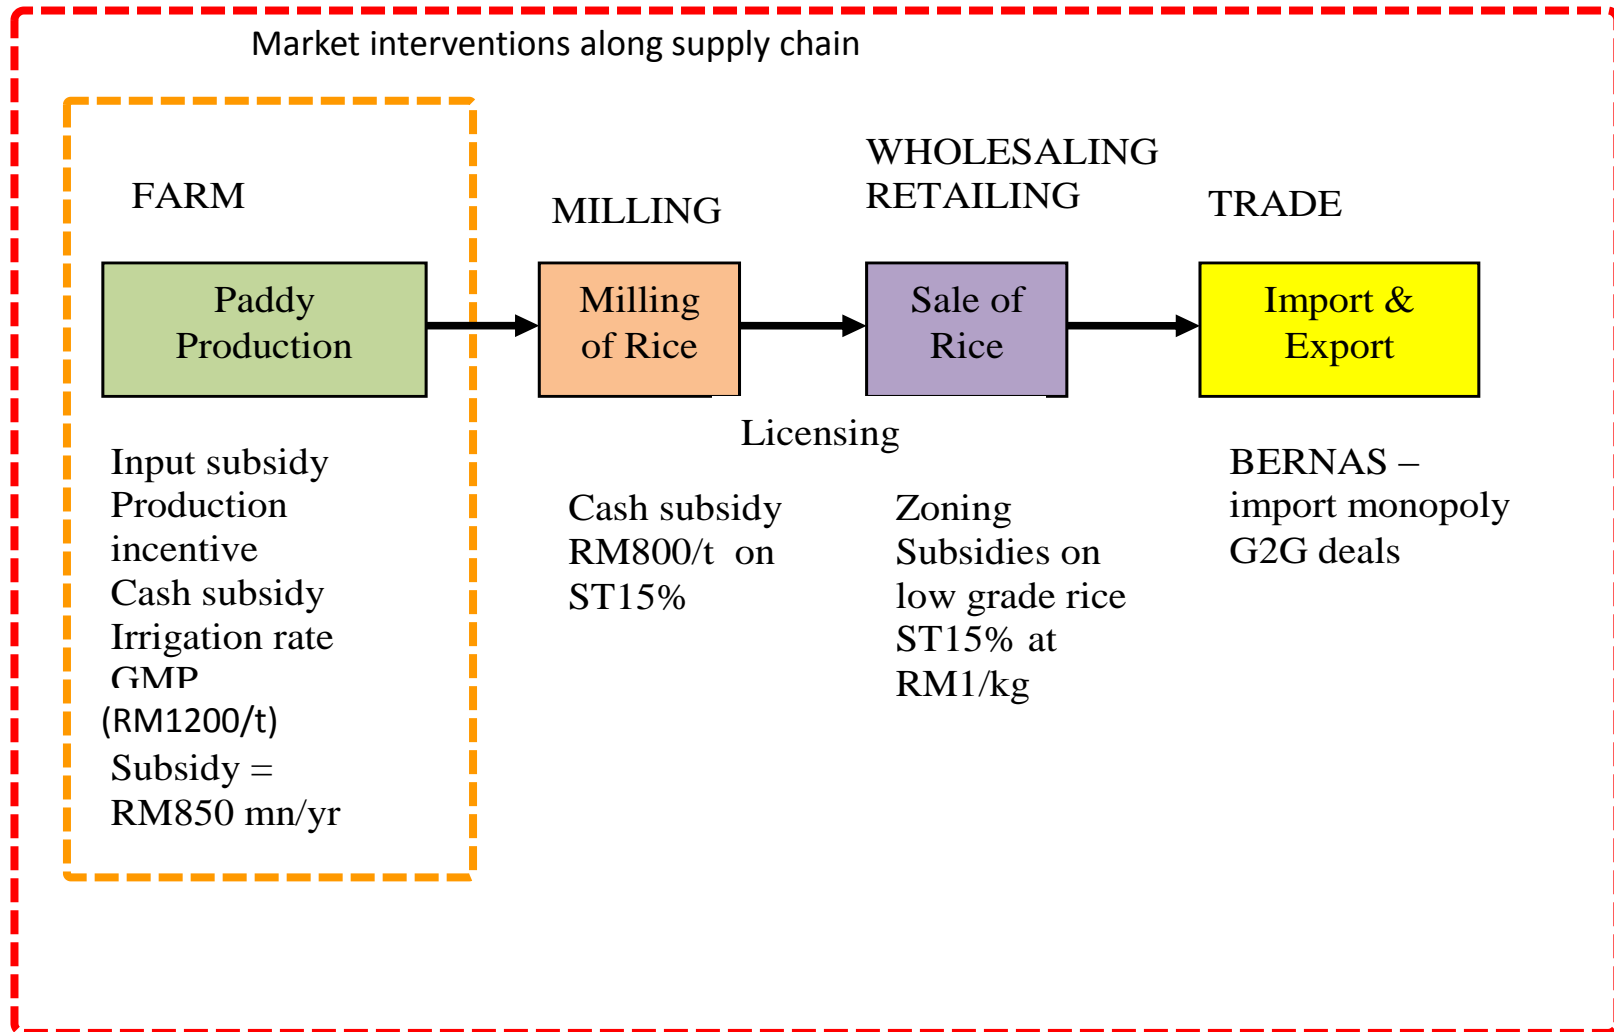 Market interventions along supply chain
FARM
MILLING
WHOLESALING
RETAILING
TRADE
Paddy
Production
Milling
of Rice
Sale of
Rice
Import &
Export
Licensing
Input subsidy
Production
incentive
Cash subsidy
Irrigation rate
GMP
(RM1200/t)
Subsidy =
RM850 mn/yr
Cash subsidy
RM800/t on
ST15%
Zoning
Subsidies on
low grade rice
ST15% at
RM1/kg
BERNAS –
import monopoly
G2G deals